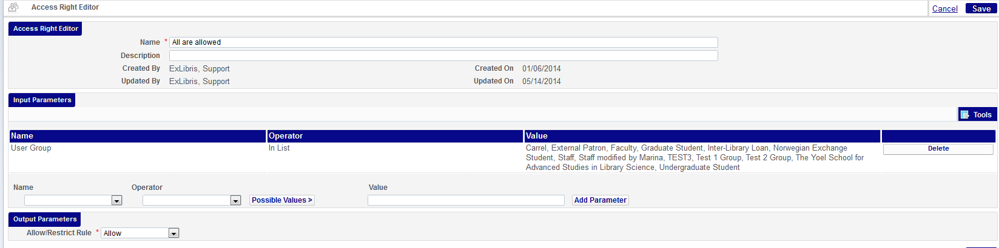 Access Right Editor
Cancel Save
Access Right Editor
Name * All are allowed
Description
Created By ExLibris, Support Created On 01/06/2014
Updated By ExLibris, Support Updated On 05/14/2014
Input Parameters
Tools
Name Operator Value
User Group In List Carrel, External Patron, Faculty, Graduate Student, Inter-Library Loan, Norwegian Exchange
Student, Staff, Staff modified by Marina, TEST3, Test 1 Group, Test 2 Group, The Yoel School for
Advanced Studies in Library Science, Undergraduate Student
Delete
Name Operator Value
Possible Values > Add Parameter
Output Parameters
Allow/Restrict Rule * Allow